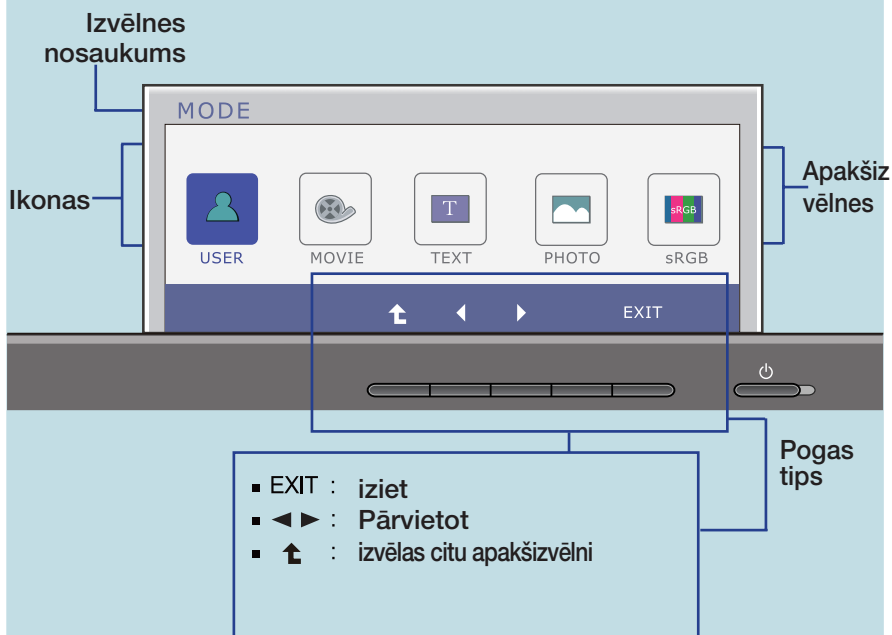 Izvēlnes
nosaukums
MODE
Ikonas
Apakšiz
vēlnes
T
sRGB
USER
MOVIE
TEXT
PHOTO
sRGB
EXIT
Pogas
tips
▪ EXIT : iziet
▪ ◄ ► : Pārvietot
▪ : izvēlas citu apakšizvēlni